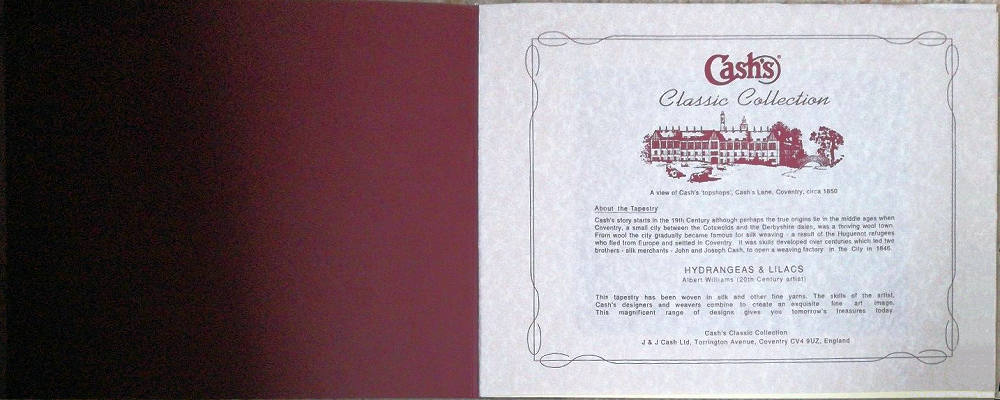 Cash's®
Classic Collection
A view of Cash's 'topshops', Cash's Lane, Coventry, circa 1850
About the Tapestry
Cash's story starts in the 19th Century although perhaps the true origins lie in the middle ages when
Coventry, a small city between the Cotswolds and the Derbyshire dales, was a thriving wool town.
From wool the city gradually became famous for silk weaving - a result of the Huguenot refugees
who fled from Europe and settled in Coventry. It was skills developed over centuries which led two
brothers - silk merchants - John and Joseph Cash, to open a weaving factory in the City in 1846.
HYDRANGEAS & LILACS
Albert Williams (20th Century artist)
This tapestry has been woven in silk and other fine yarns. The skills of the artist,
Cash's designers and weavers combine to create an exquisite fine art image.
This magnificent range of designs gives you tomorrow's treasures today.
Cash's Classic Collection
J & J Cash Ltd, Torrington Avenue, Coventry CV4 9UZ, England